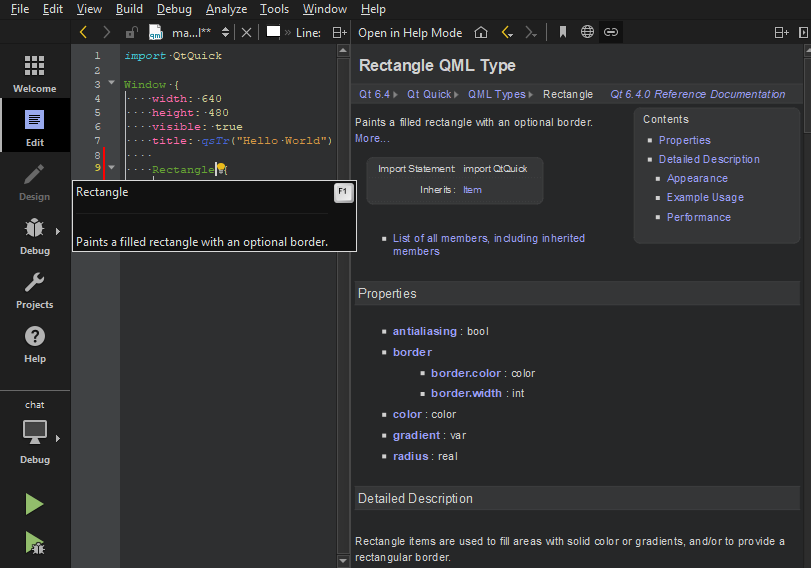 File Edit View Build Debug Analyze Tools Window Help
ma...l** Line: Open in Help Mode
Welcome
Edit
Design
Debug
Projects
Help
chat
Debug
1 import QtQuick
2
3 Window {
4 width: 640
5 height: 480
6 visible: true
7 title: qsTr("Hello World")
8
9 Rectangle {
Rectangle F1
Paints a filled rectangle with an optional border.
Rectangle QML Type
Qt 6.4 Qt Quick QML Types Rectangle Qt 6.4.0 Reference Documentation
Paints a filled rectangle with an optional border.
More...
Import Statement: import QtQuick
Inherits: Item
Contents
Properties
Detailed Description
Appearance
Example Usage
Performance
List of all members, including inherited
members
Properties
antialiasing : bool
border
border.color : color
border.width : int
color : color
gradient : var
radius : real
Detailed Description
Rectangle items are used to fill areas with solid color or gradients, and/or to provide a
rectangular border.